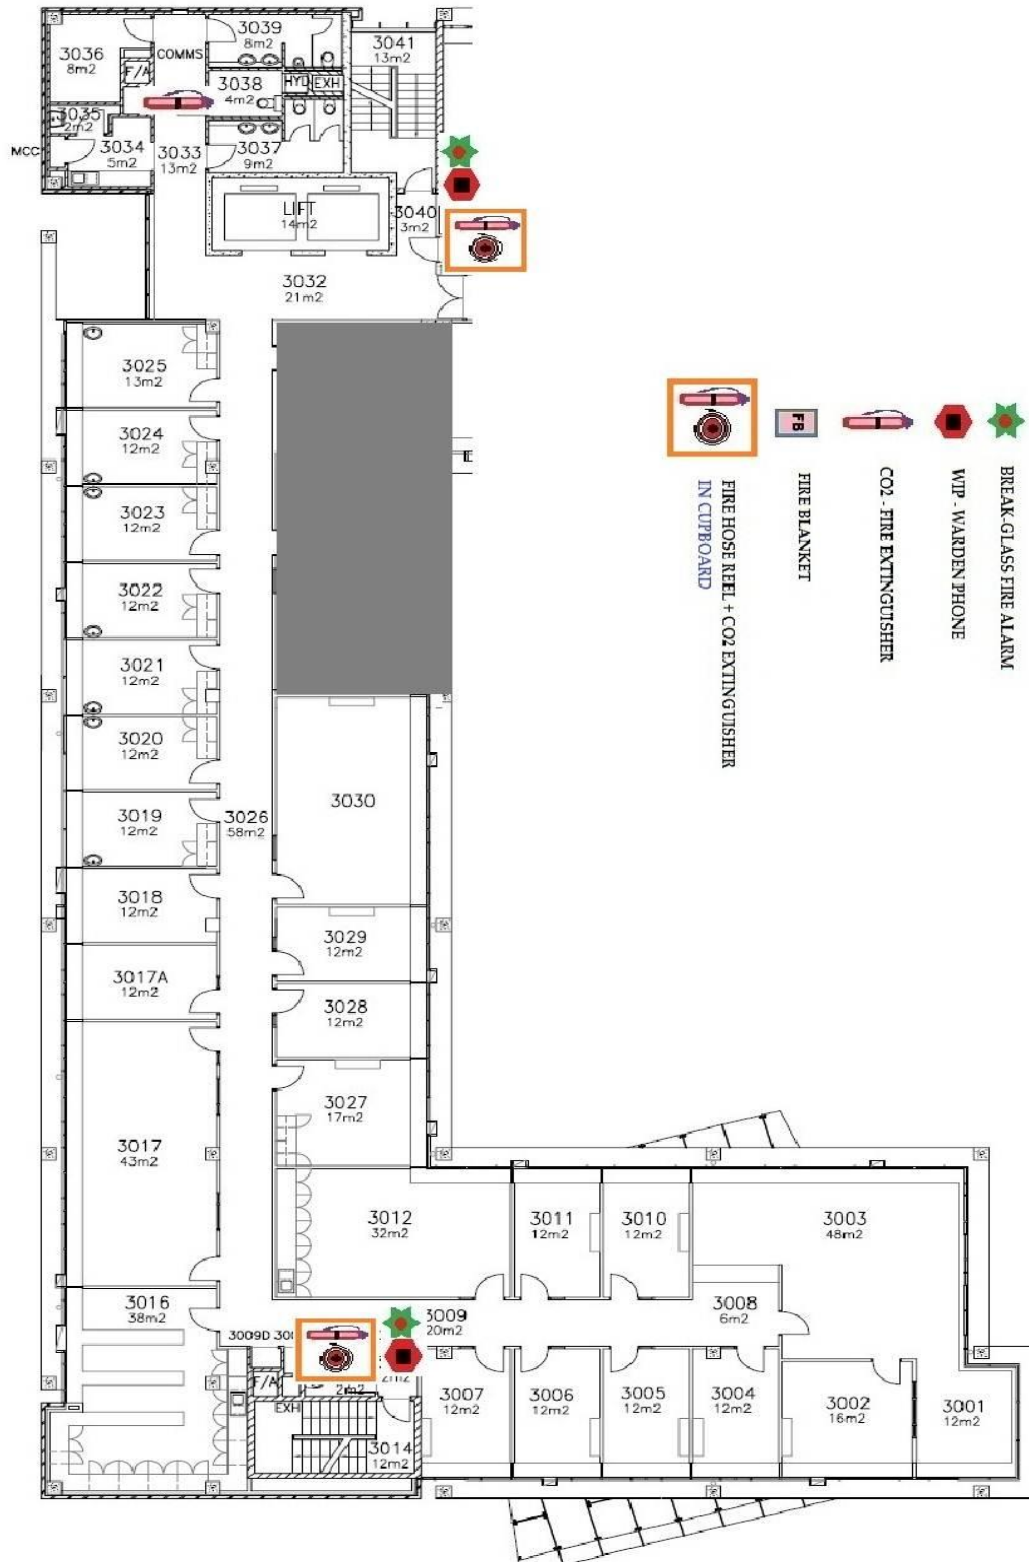 3036
8m2
COMMS
3039
8m2
3041
13m2
F/A
3038
4m2
HYD
EXH
3035
2m2
MCC
3034
5m2
3033
13m2
3037
9m2
LIFT
14m2
3040
3m2
3032
21m2
3025
13m2
3024
12m2
3023
12m2
3022
12m2
3021
12m2
3020
12m2
3019
12m2
3026
58m2
3030
3018
12m2
3029
12m2
3017A
12m2
3028
12m2
3027
17m2
3017
43m2
3012
32m2
3011
12m2
3010
12m2
3003
48m2
3016
38m2
3009
20m2
3008
6m2
3009D
F/A
2m2
EXH
3014
12m2
3007
12m2
3006
12m2
3005
12m2
3004
12m2
3002
16m2
3001
12m2
BREAK-GLASS FIRE ALARM
WIP - WARDEN PHONE
CO2 - FIRE EXTINGUISHER
FB
FIRE BLANKET
FIRE HOSE REEL + CO2 EXTINGUISHER
IN CUPBOARD